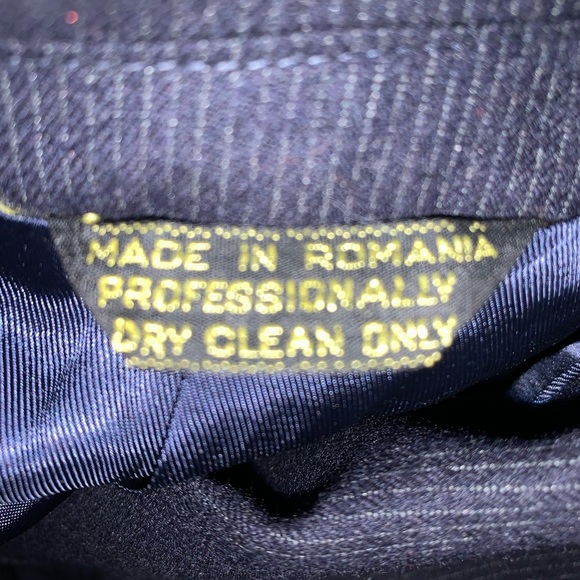 MADE IN ROMANIA
PROFESSIONALLY
DRY CLEAN ONLY